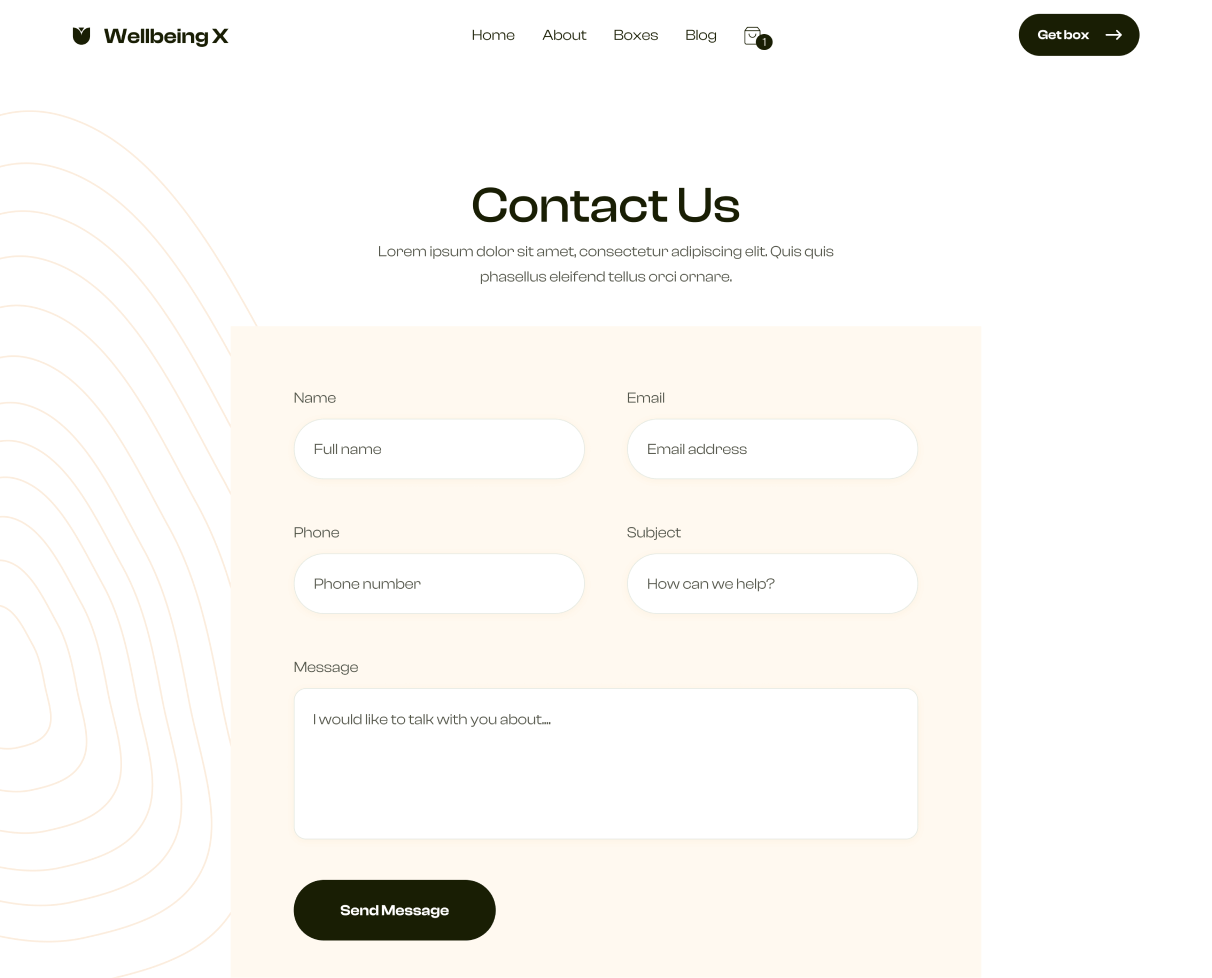 Wellbeing X
Home About Boxes Blog 1
Get box
Contact Us
Lorem ipsum dolor sit amet, consectetur adipiscing elit. Quis quis
phasellus eleifend tellus orci ornare.
Name Email
Full name Email address
Phone Subject
Phone number How can we help?
Message
I would like to talk with you about....
Send Message